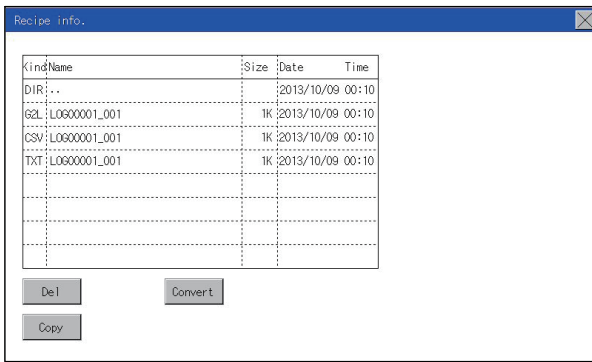 Recipe info.
Kind Name Size Date Time
DIR .. 2013/10/09 00:10
G2L LOG00001_001 1K 2013/10/09 00:10
CSV LOG00001_001 1K 2013/10/09 00:10
TXT LOG00001_001 1K 2013/10/09 00:10
Del Convert
Copy